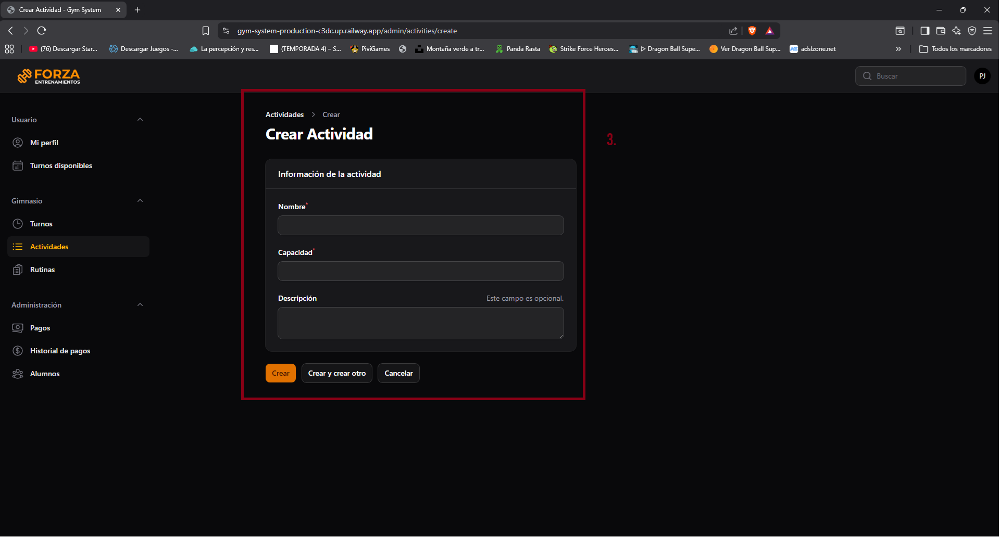 Crear Actividad - Gym System
gym-system-production-c3dc.up.railway.app/admin/activities/create
(76) Descargar Star...
Descargar Juegos -...
La percepción y res...
(TEMPORADA 4) – S...
PiviGames
Montaña verde a tr...
Panda Rasta
Strike Force Heroes...
ᐅ Dragon Ball Supe...
Ver Dragon Ball Sup...
adslzone.net
Todos los marcadores
FORZA
ENTRENAMIENTOS
Buscar
PJ
Usuario
Mi perfil
Turnos disponibles
Gimnasio
Turnos
Actividades
Rutinas
Administración
Pagos
Historial de pagos
Alumnos
Actividades > Crear
Crear Actividad
3.
Información de la actividad
Nombre*
Capacidad*
Descripción Este campo es opcional.
Crear Crear y crear otro Cancelar